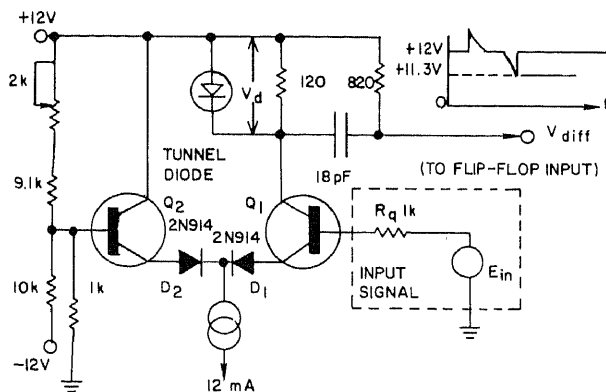 +12V
2k
9.1k
10k
1k
-12V
TUNNEL
DIODE
Vd
120
820
18pF
Q2
2N914
Q1
2N914
D2
D1
12 mA
Rq 1k
INPUT
SIGNAL
Ein
Vdiff
(TO FLIP-FLOP INPUT)
+12V
+11.3V
O
t